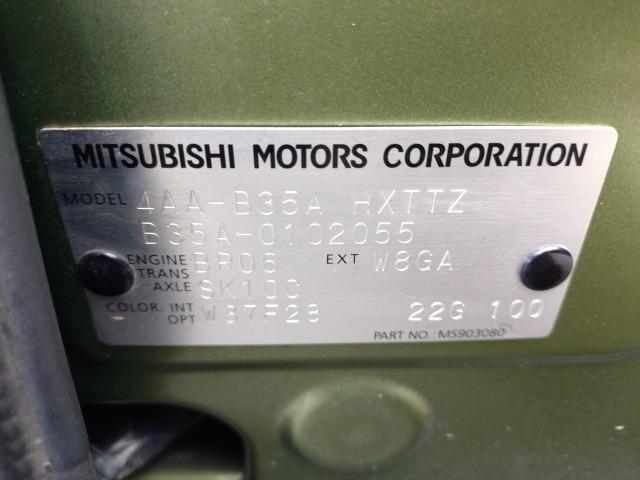 MITSUBISHI MOTORS CORPORATION
MODEL 4AA-B35A HXTTZ
B35A-0102055
ENGINE BR06 EXT W8GA
TRANS
AXLE SK10C
COLOR. INT
OPT W37F28 22G 100
PART NO.:MS903080